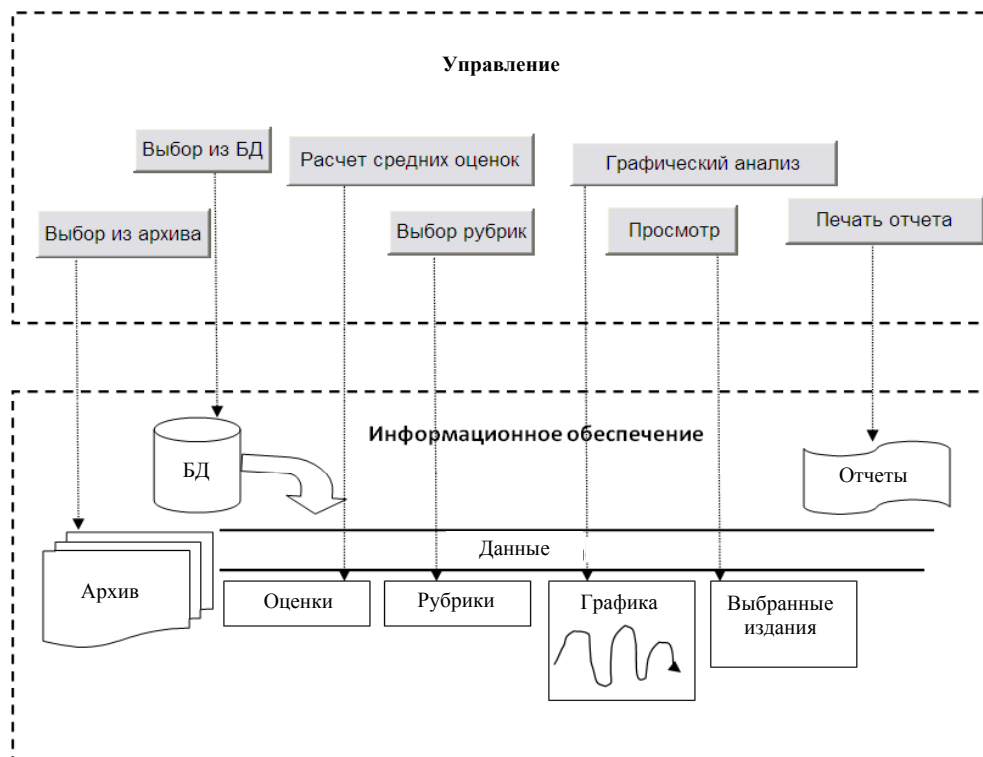 Управление
Выбор из БД
Расчет средних оценок
Графический анализ
Выбор из архива
Выбор рубрик
Просмотр
Печать отчета
Информационное обеспечение
БД
Отчеты
Данные
Архив
Оценки
Рубрики
Графика
Выбранные
издания